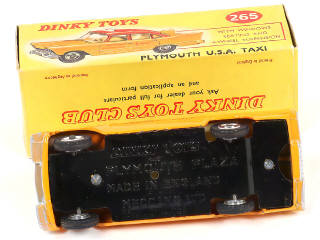 DINKY TOYS
265
PLYMOUTH U.S.A. TAXI
Ask your dealer for full particulars
and an application form
DINKY TOYS CLUB
DINKY TOYS
PLYMOUTH PLAZA
MADE IN ENGLAND
MECCANO LTD